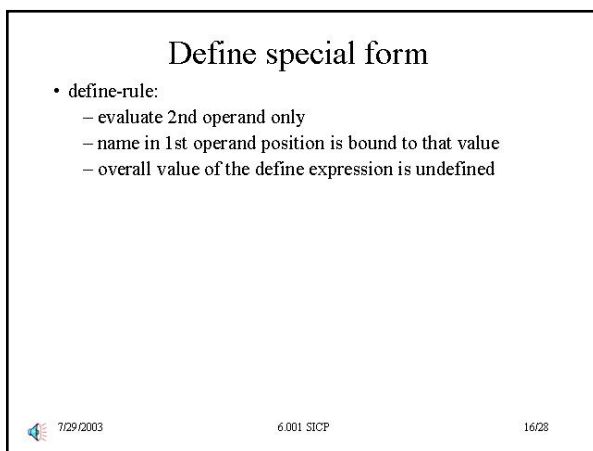 Define special form
• define-rule:
– evaluate 2nd operand only
– name in 1st operand position is bound to that value
– overall value of the define expression is undefined
7/29/2003
6.001 SICP
16/28